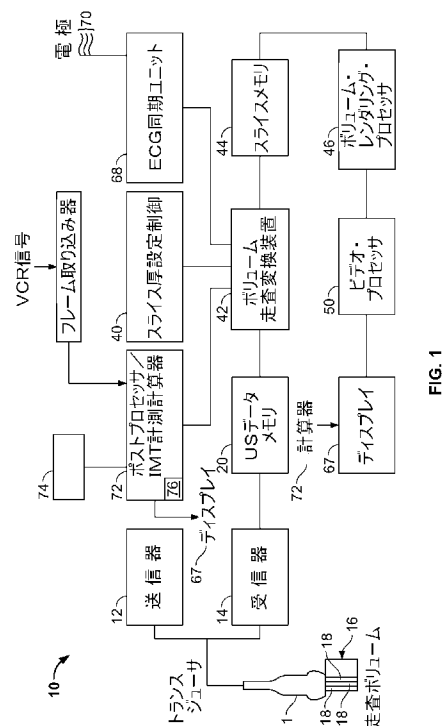 10
トランス
ジューサ
1
18
18
18
16
走査ボリューム
12
送信器
14
受信器
VCR信号
フレーム取り込み器
74
72
ポストプロセッサ/
IMT計測計算器
76
67
ディスプレイ
40
スライス厚設定制御
68
ECG同期ユニット
電極
70
20
USデータ
メモリ
42
ボリューム
走査変換装置
44
スライスメモリ
72
計算器
67
ディスプレイ
50
ビデオ・
プロセッサ
46
ボリューム・
レンダリング・
プロセッサ
FIG. 1